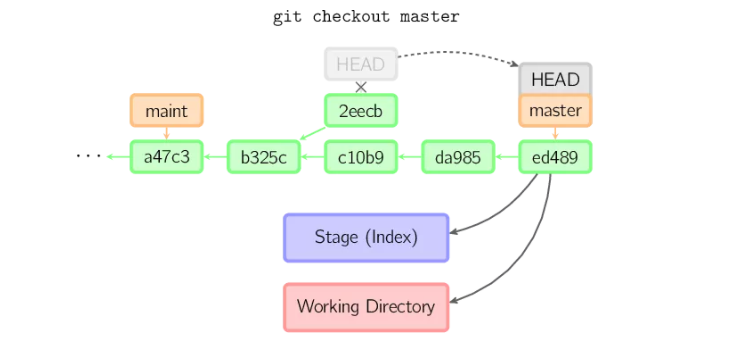 git checkout master
HEAD
HEAD
maint
2eecb
master
...
a47c3
b325c
c10b9
da985
ed489
Stage (Index)
Working Directory